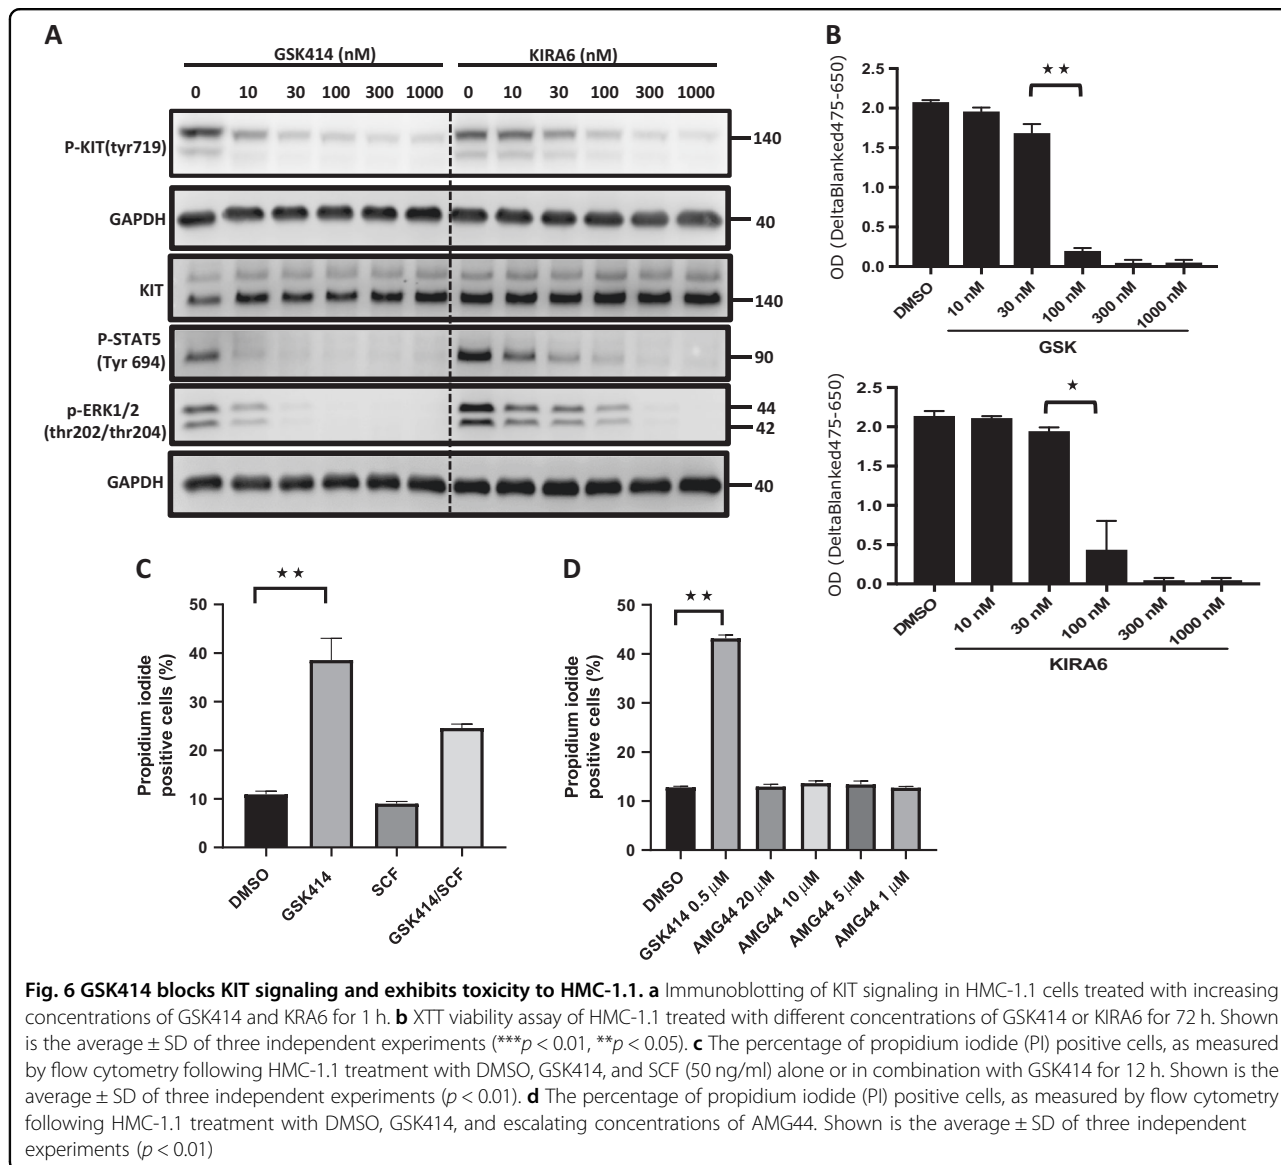 A
GSK414 (nM)
KIRA6 (nM)
0 10 30 100 300 1000 0 10 30 100 300 1000
P-KIT(tyr719)
140
GAPDH
40
KIT
140
P-STAT5
(Tyr 694)
90
p-ERK1/2
(thr202/thr204)
44
42
GAPDH
40
B
OD (DeltaBlanked475-650)
2.5
2.0
1.5
1.0
0.5
0.0
★★
DMSO
10 nM
30 nM
100 nM
300 nM
1000 nM
GSK
OD (DeltaBlanked475-650)
2.5
2.0
1.5
1.0
0.5
0.0
★
DMSO
10 nM
30 nM
100 nM
300 nM
1000 nM
KIRA6
C
Propidium iodide
positive cells (%)
50
40
30
20
10
0
★★
DMSO
GSK414
SCF
GSK414/SCF
D
Propidium iodide
positive cells (%)
50
40
30
20
10
0
★★
DMSO
GSK414 0.5 μM
AMG44 20 μM
AMG44 10 μM
AMG44 5 μM
AMG44 1 μM
Fig. 6 GSK414 blocks KIT signaling and exhibits toxicity to HMC-1.1. a Immunoblotting of KIT signaling in HMC-1.1 cells treated with increasing
concentrations of GSK414 and KRA6 for 1 h. b XTT viability assay of HMC-1.1 treated with different concentrations of GSK414 or KIRA6 for 72 h. Shown
is the average ± SD of three independent experiments (***p < 0.01, **p < 0.05). c The percentage of propidium iodide (PI) positive cells, as measured
by flow cytometry following HMC-1.1 treatment with DMSO, GSK414, and SCF (50 ng/ml) alone or in combination with GSK414 for 12 h. Shown is the
average ± SD of three independent experiments (p < 0.01). d The percentage of propidium iodide (PI) positive cells, as measured by flow cytometry
following HMC-1.1 treatment with DMSO, GSK414, and escalating concentrations of AMG44. Shown is the average ± SD of three independent
experiments (p < 0.01)